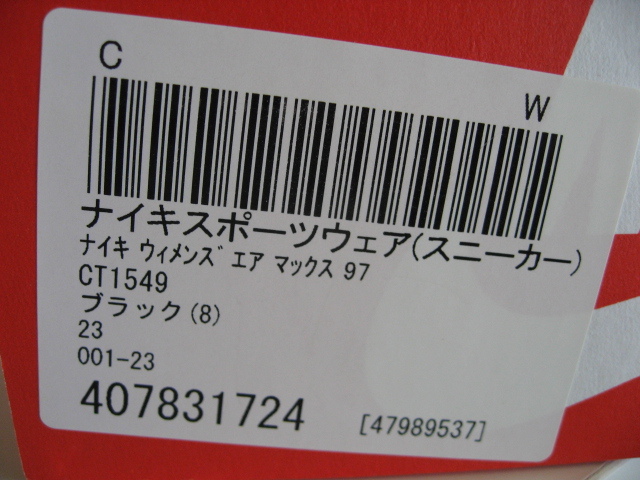 C
W
ナイキスポーツウェア(スニーカー)
ﾅｲｷ ｳｨﾒﾝｽﾞ ｴｱ ﾏｯｸｽ 97
CT1549
ブラック(8)
23
001-23
407831724 [47989537]